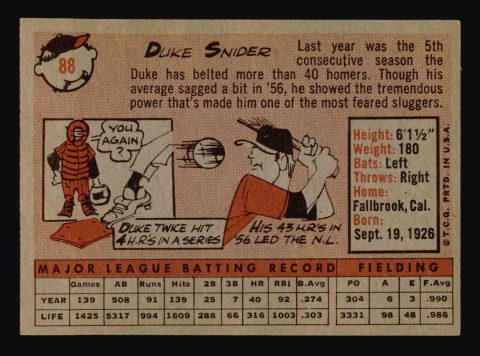 88
DUKE SNIDER
Last year was the 5th
consecutive season the
Duke has belted more than 40 homers. Though his
average sagged a bit in '56, he showed the tremendous
power that's made him one of the most feared sluggers.
YOU
AGAIN?
DUKE TWICE HIT
4 H.R'S IN A SERIES
HIS 43 H.R'S IN
'56 LED THE N.L.
Height: 6'1½"
Weight: 180
Bats: Left
Throws: Right
Home:
Fallbrook, Cal.
Born:
Sept. 19, 1926
© T.C.G. PRTD. IN U.S.A.
MAJOR LEAGUE BATTING RECORD FIELDING
Games AB Runs Hits 2B 3B HR RBI B.Avg PO A E F.Avg
YEAR 139 508 91 139 25 7 40 92 .274 304 6 3 .990
LIFE 1425 5317 994 1609 288 66 316 1003 .303 3331 98 48 .986